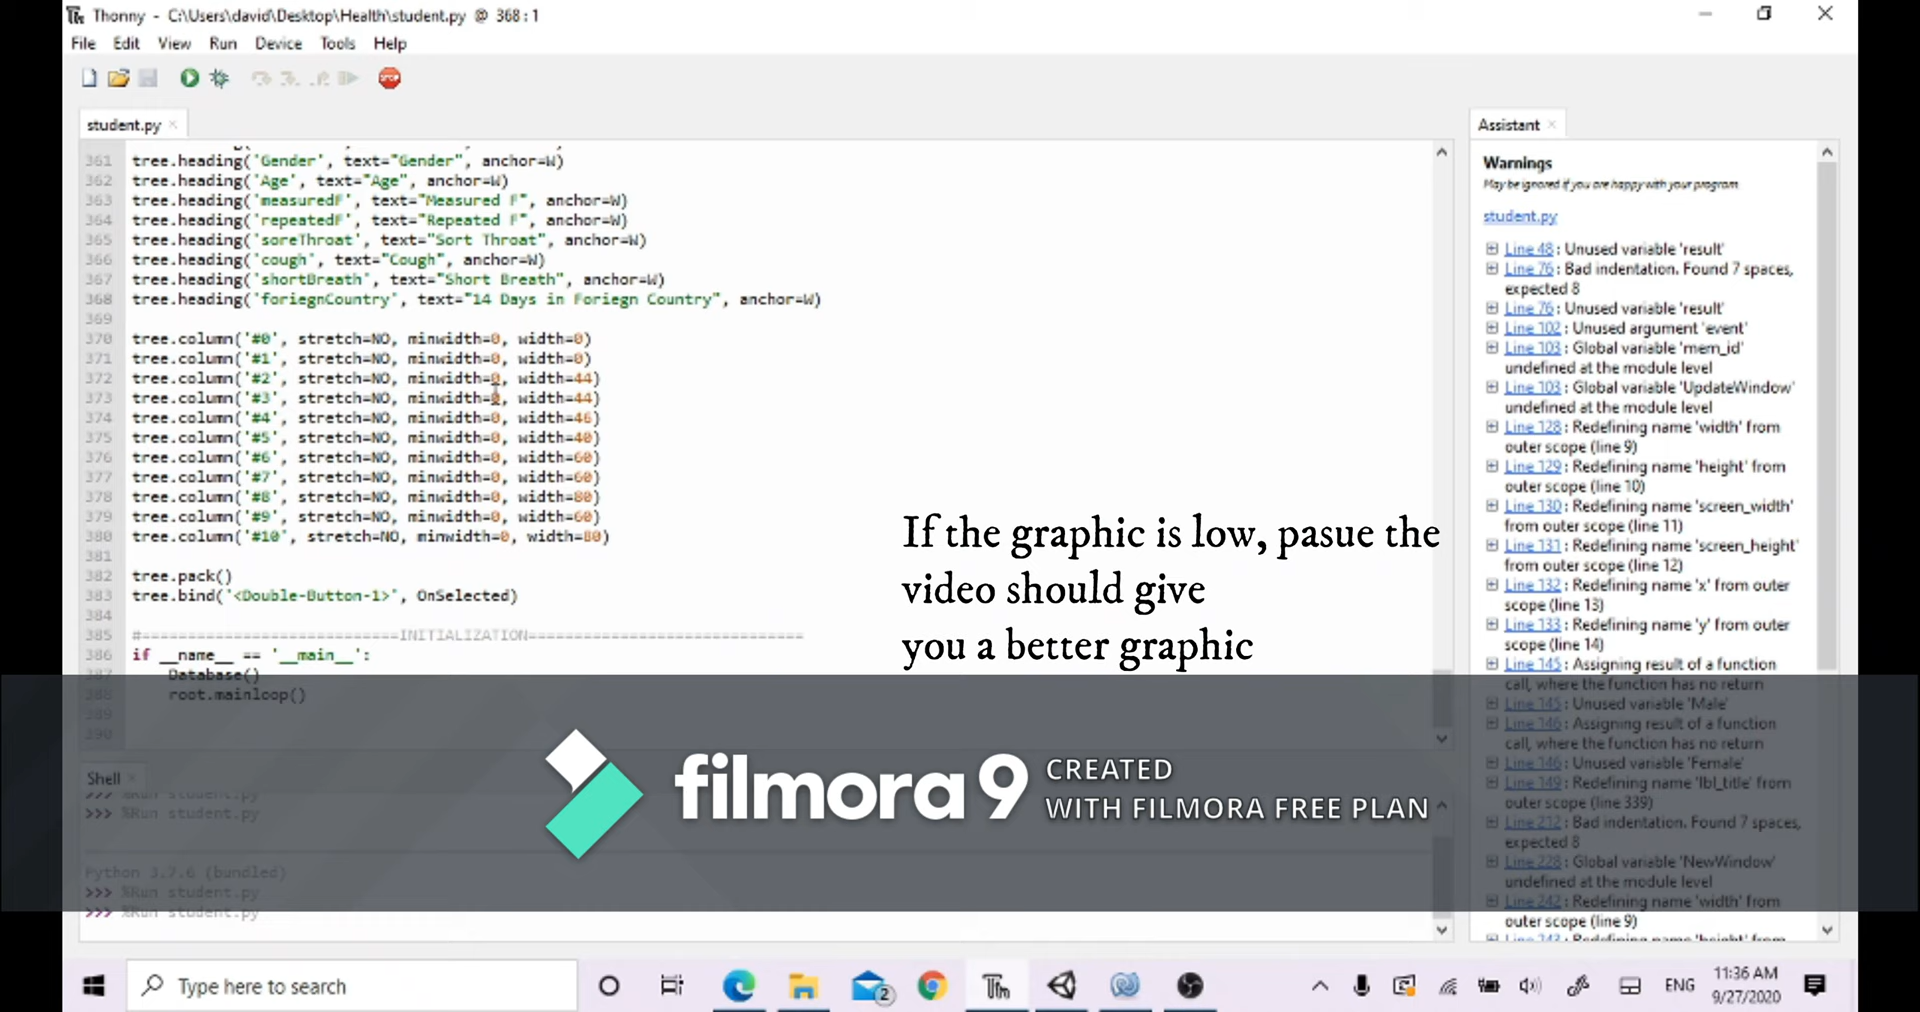 Thonny - C:\Users\david\Desktop\Health\student.py @ 368 : 1
File Edit View Run Device Tools Help
student.py
361 tree.heading('Gender', text="Gender", anchor=W)
362 tree.heading('Age', text="Age", anchor=W)
363 tree.heading('measuredF', text="Measured F", anchor=W)
364 tree.heading('repeatedF', text="Repeated F", anchor=W)
365 tree.heading('soreThroat', text="Sort Throat", anchor=W)
366 tree.heading('cough', text="Cough", anchor=W)
367 tree.heading('shortBreath', text="Short Breath", anchor=W)
368 tree.heading('foriegnCountry', text="14 Days in Foriegn Country", anchor=W)
369
370 tree.column('#0', stretch=NO, minwidth=0, width=0)
371 tree.column('#1', stretch=NO, minwidth=0, width=0)
372 tree.column('#2', stretch=NO, minwidth=0, width=44)
373 tree.column('#3', stretch=NO, minwidth=0, width=44)
374 tree.column('#4', stretch=NO, minwidth=0, width=46)
375 tree.column('#5', stretch=NO, minwidth=0, width=40)
376 tree.column('#6', stretch=NO, minwidth=0, width=60)
377 tree.column('#7', stretch=NO, minwidth=0, width=60)
378 tree.column('#8', stretch=NO, minwidth=0, width=80)
379 tree.column('#9', stretch=NO, minwidth=0, width=60)
380 tree.column('#10', stretch=NO, minwidth=0, width=80)
381
382 tree.pack()
383 tree.bind('<Double-Button-1>', OnSelected)
384
385 #============================INITIALIZATION==============================
386 if __name__ == '__main__':
387 Database()
388 root.mainloop()
389
390
If the graphic is low, pasue the
video should give
you a better graphic
Shell
>>> %Run student.py
>>> %Run student.py
Python 3.7.6 (bundled)
>>> %Run student.py
>>> %Run student.py
filmora 9
CREATED
WITH FILMORA FREE PLAN
Assistant
Warnings
May be ignored if you are happy with your program
student.py
Line 48 : Unused variable 'result'
Line 76 : Bad indentation. Found 7 spaces,
expected 8
Line 76 : Unused variable 'result'
Line 102 : Unused argument 'event'
Line 103 : Global variable 'mem_id'
undefined at the module level
Line 103 : Global variable 'UpdateWindow'
undefined at the module level
Line 128 : Redefining name 'width' from
outer scope (line 9)
Line 129 : Redefining name 'height' from
outer scope (line 10)
Line 130 : Redefining name 'screen_width'
from outer scope (line 11)
Line 131 : Redefining name 'screen_height'
from outer scope (line 12)
Line 132 : Redefining name 'x' from outer
scope (line 13)
Line 133 : Redefining name 'y' from outer
scope (line 14)
Line 145 : Assigning result of a function
call, where the function has no return
Line 145 : Unused variable 'Male'
Line 146 : Assigning result of a function
call, where the function has no return
Line 146 : Unused variable 'Female'
Line 149 : Redefining name 'lbl_title' from
outer scope (line 339)
Line 212 : Bad indentation. Found 7 spaces,
expected 8
Line 228 : Global variable 'NewWindow'
undefined at the module level
Line 242 : Redefining name 'width' from
outer scope (line 9)
Line 243 : Redefining name 'height' from
Type here to search
2
ENG
11:36 AM
9/27/2020